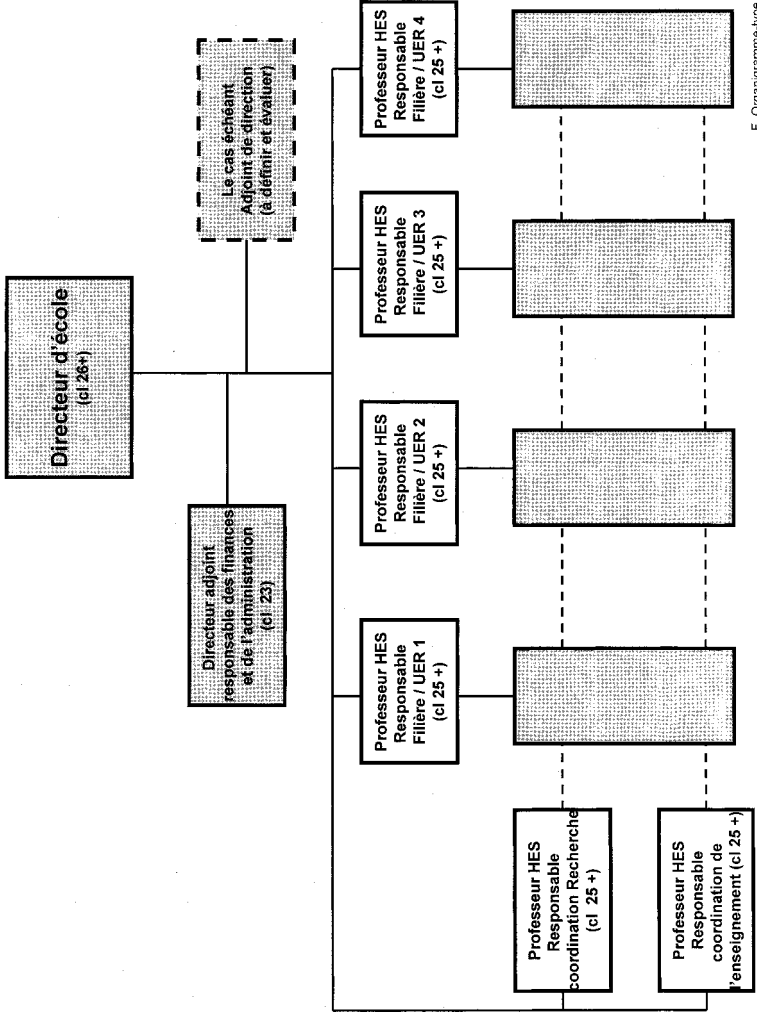 Directeur d'école
(cl 26+)
Directeur adjoint
responsable des finances
et de l'administration
(cl 23)
Le cas échéant
Adjoint de direction
(à définir et évaluer)
Professeur HES
Responsable
Filière / UER 1
(cl 25 +)
Professeur HES
Responsable
Filière / UER 2
(cl 25 +)
Professeur HES
Responsable
Filière / UER 3
(cl 25 +)
Professeur HES
Responsable
Filière / UER 4
(cl 25 +)
Professeur HES
Responsable
coordination Recherche
(cl 25 +)
Professeur HES
Responsable
coordination de
l'enseignement (cl 25 +)